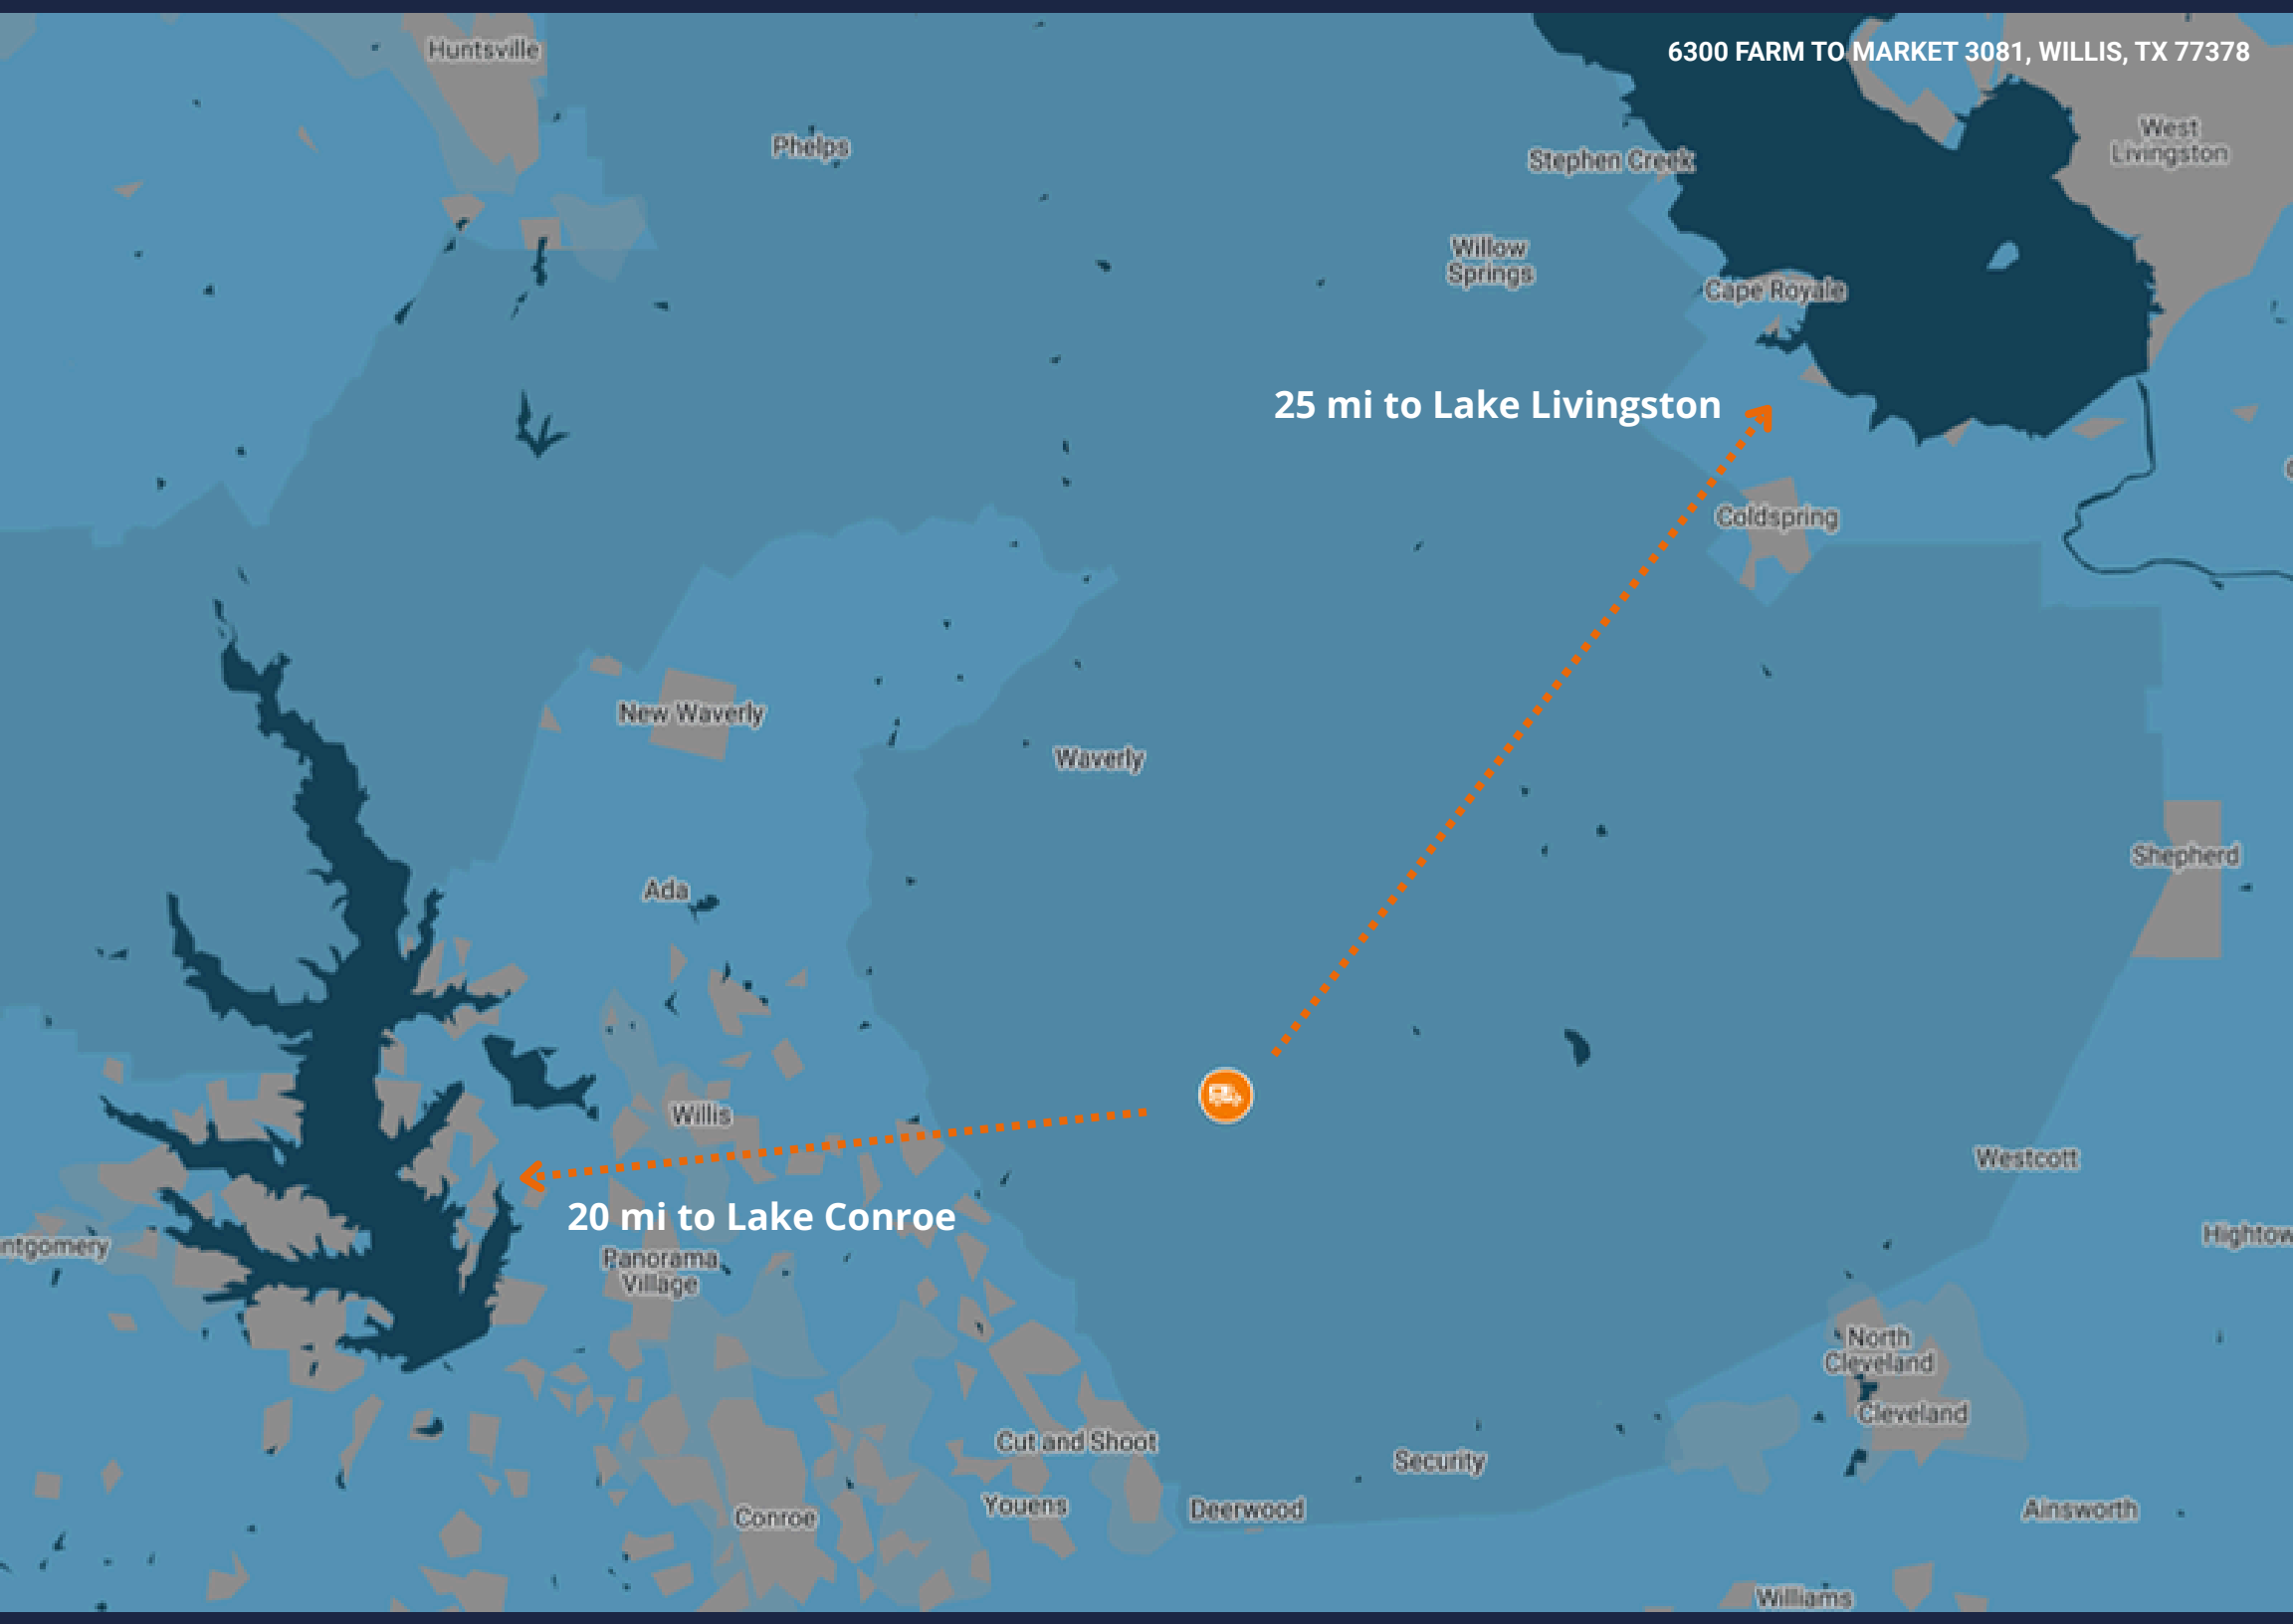 Huntsville
6300 FARM TO MARKET 3081, WILLIS, TX 77378
Phelps
West
Livingston
Stephen Creek
Willow
Springs
Cape Royale
25 mi to Lake Livingston
Coldspring
New Waverly
Waverly
Shepherd
Ada
Willis
Westcott
20 mi to Lake Conroe
ntgomery
Hightow
Panorama
Village
North
Cleveland
Cleveland
Cut and Shoot
Security
Youens
Deerwood
Ainsworth
Conroe
Williams